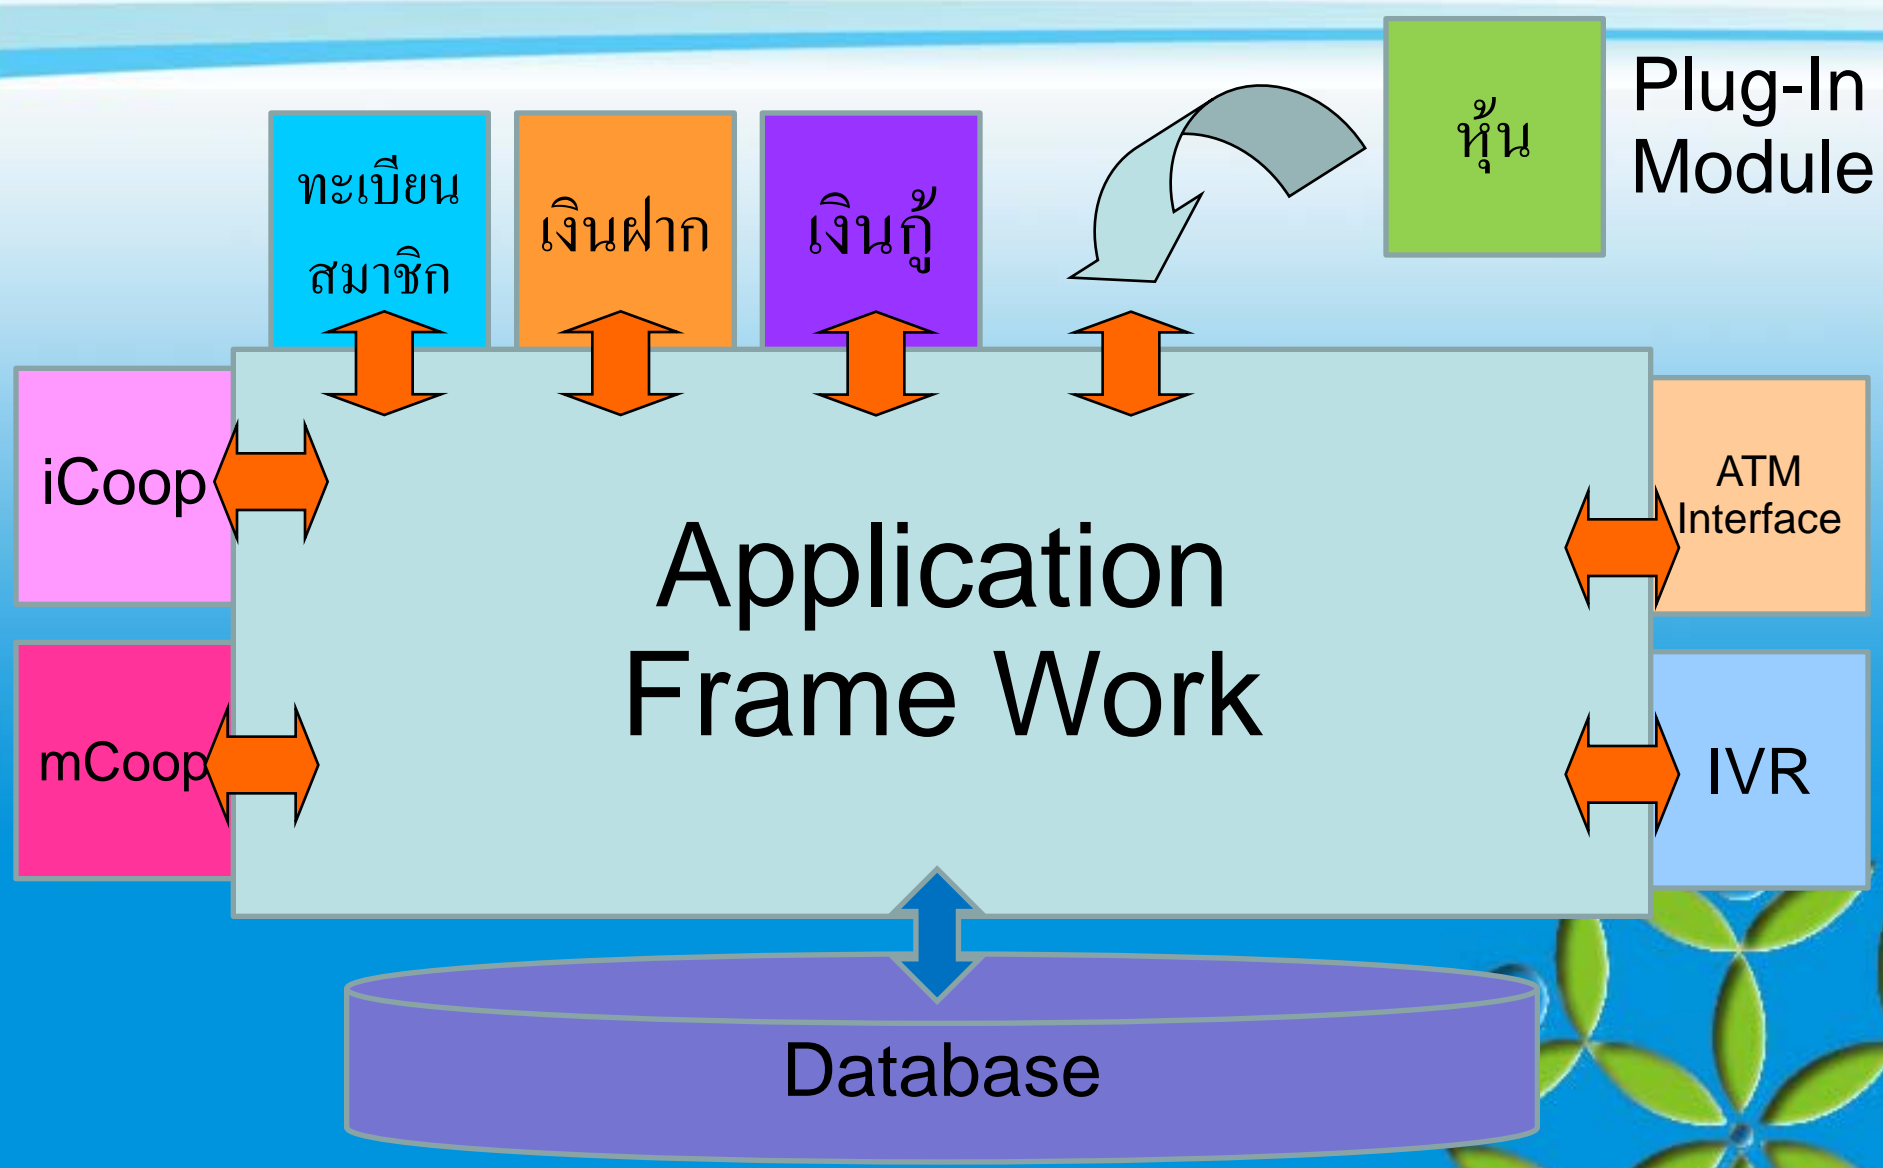 Plug-In
Module
หุ้น
ทะเบียน
สมาชิก
เงินฝาก
เงินกู้
iCoop
ATM
Interface
Application
Frame Work
mCoop
IVR
Database